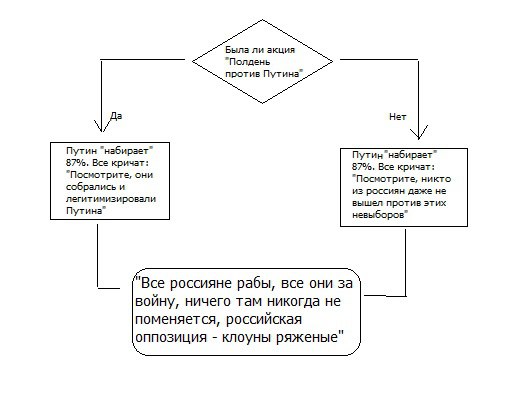 Была ли акция
"Полдень
против Путина"
Да
Нет
Путин "набирает"
87%. Все кричат:
"Посмотрите, они
собрались и
легитимизировали
Путина"
Путин "набирает"
87%. Все кричат:
"Посмотрите, никто
из россиян даже не
вышел против этих
невыборов"
"Все россияне рабы, все они за
войну, ничего там никогда не
поменяется, российская
оппозиция - клоуны ряженые"